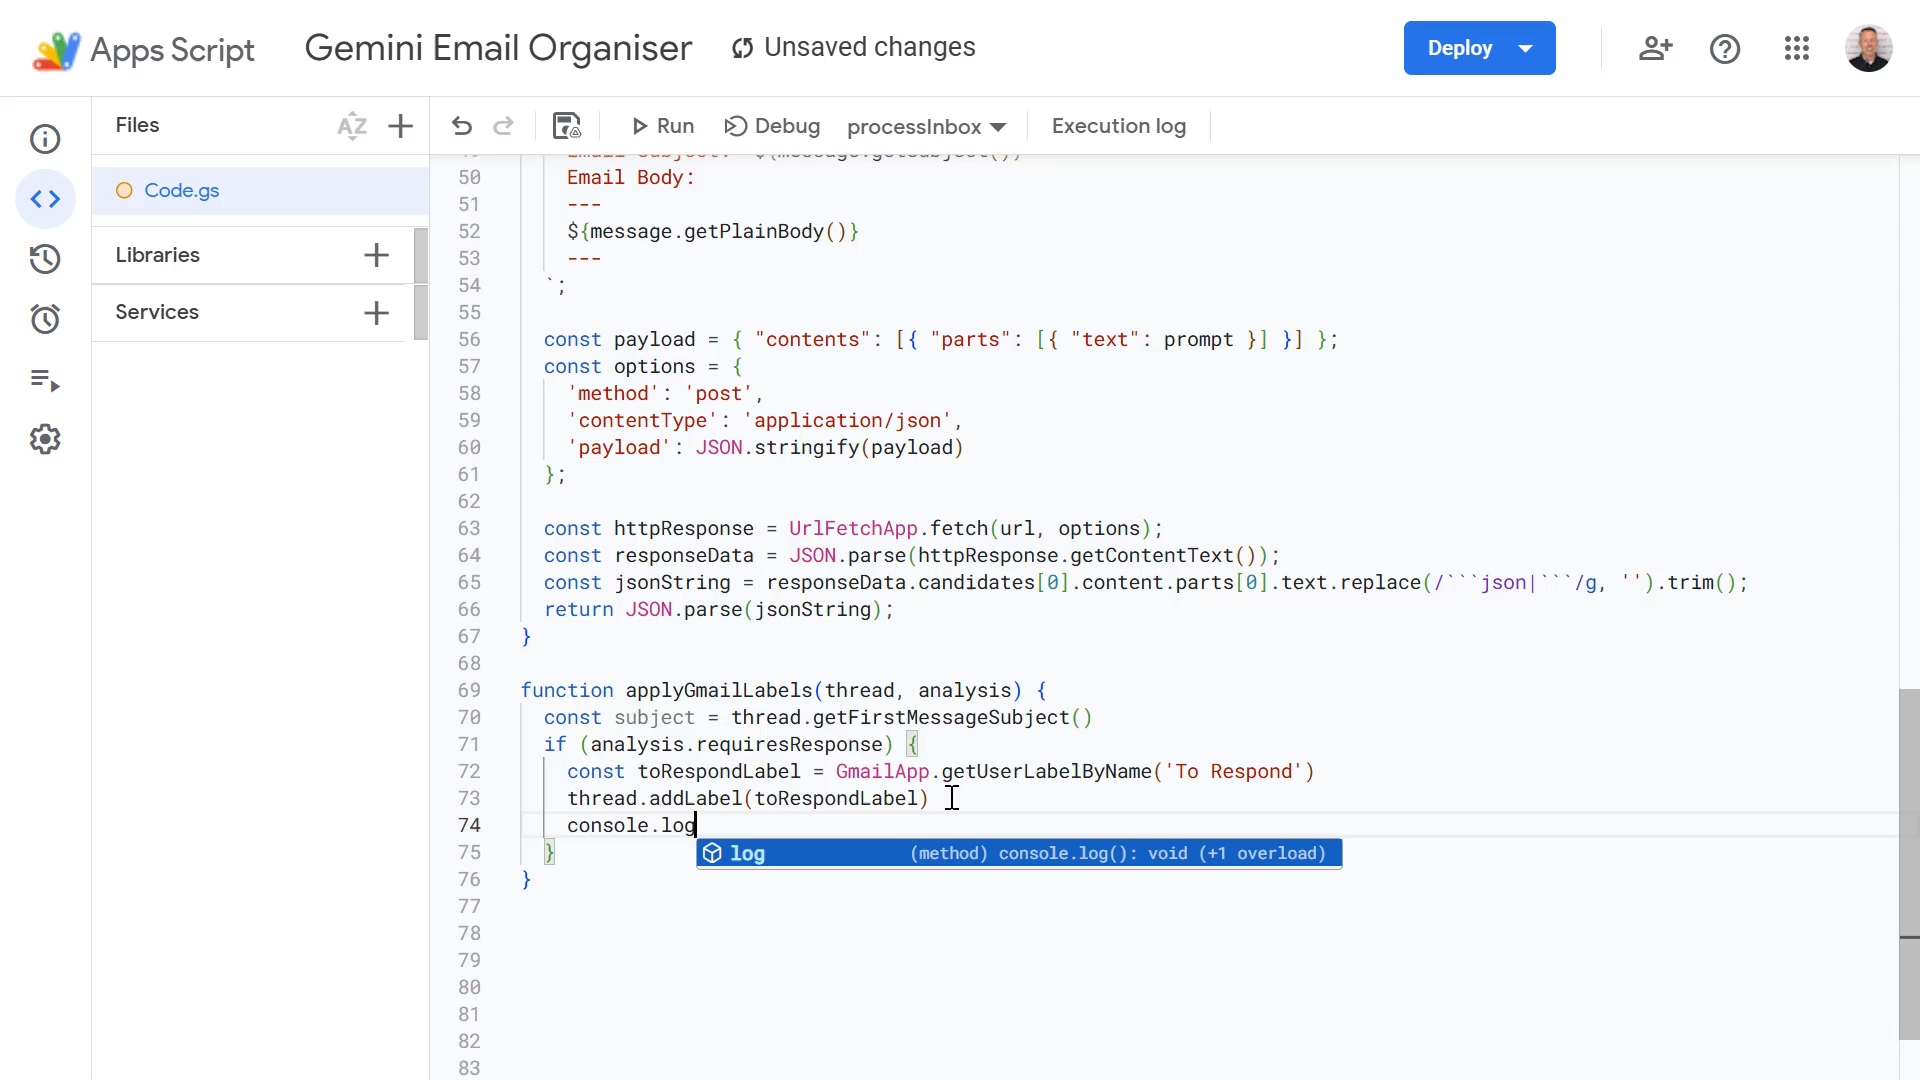 Apps Script
Gemini Email Organiser
Unsaved changes
Deploy
Files
Run
Debug
processInbox
Execution log
Code.gs
Libraries
Services
50 Email Body:
51 ---
52 ${message.getPlainBody()}
53 ---
54 `;
55
56 const payload = { "contents": [{ "parts": [{ "text": prompt }] }] };
57 const options = {
58 'method': 'post',
59 'contentType': 'application/json',
60 'payload': JSON.stringify(payload)
61 };
62
63 const httpResponse = UrlFetchApp.fetch(url, options);
64 const responseData = JSON.parse(httpResponse.getContentText());
65 const jsonString = responseData.candidates[0].content.parts[0].text.replace(/```json|```/g, '').trim();
66 return JSON.parse(jsonString);
67 }
68
69 function applyGmailLabels(thread, analysis) {
70 const subject = thread.getFirstMessageSubject()
71 if (analysis.requiresResponse) {
72 const toRespondLabel = GmailApp.getUserLabelByName('To Respond')
73 thread.addLabel(toRespondLabel)
74 console.log
75 }
log (method) console.log(): void (+1 overload)
76 }
77
78
79
80
81
82
83